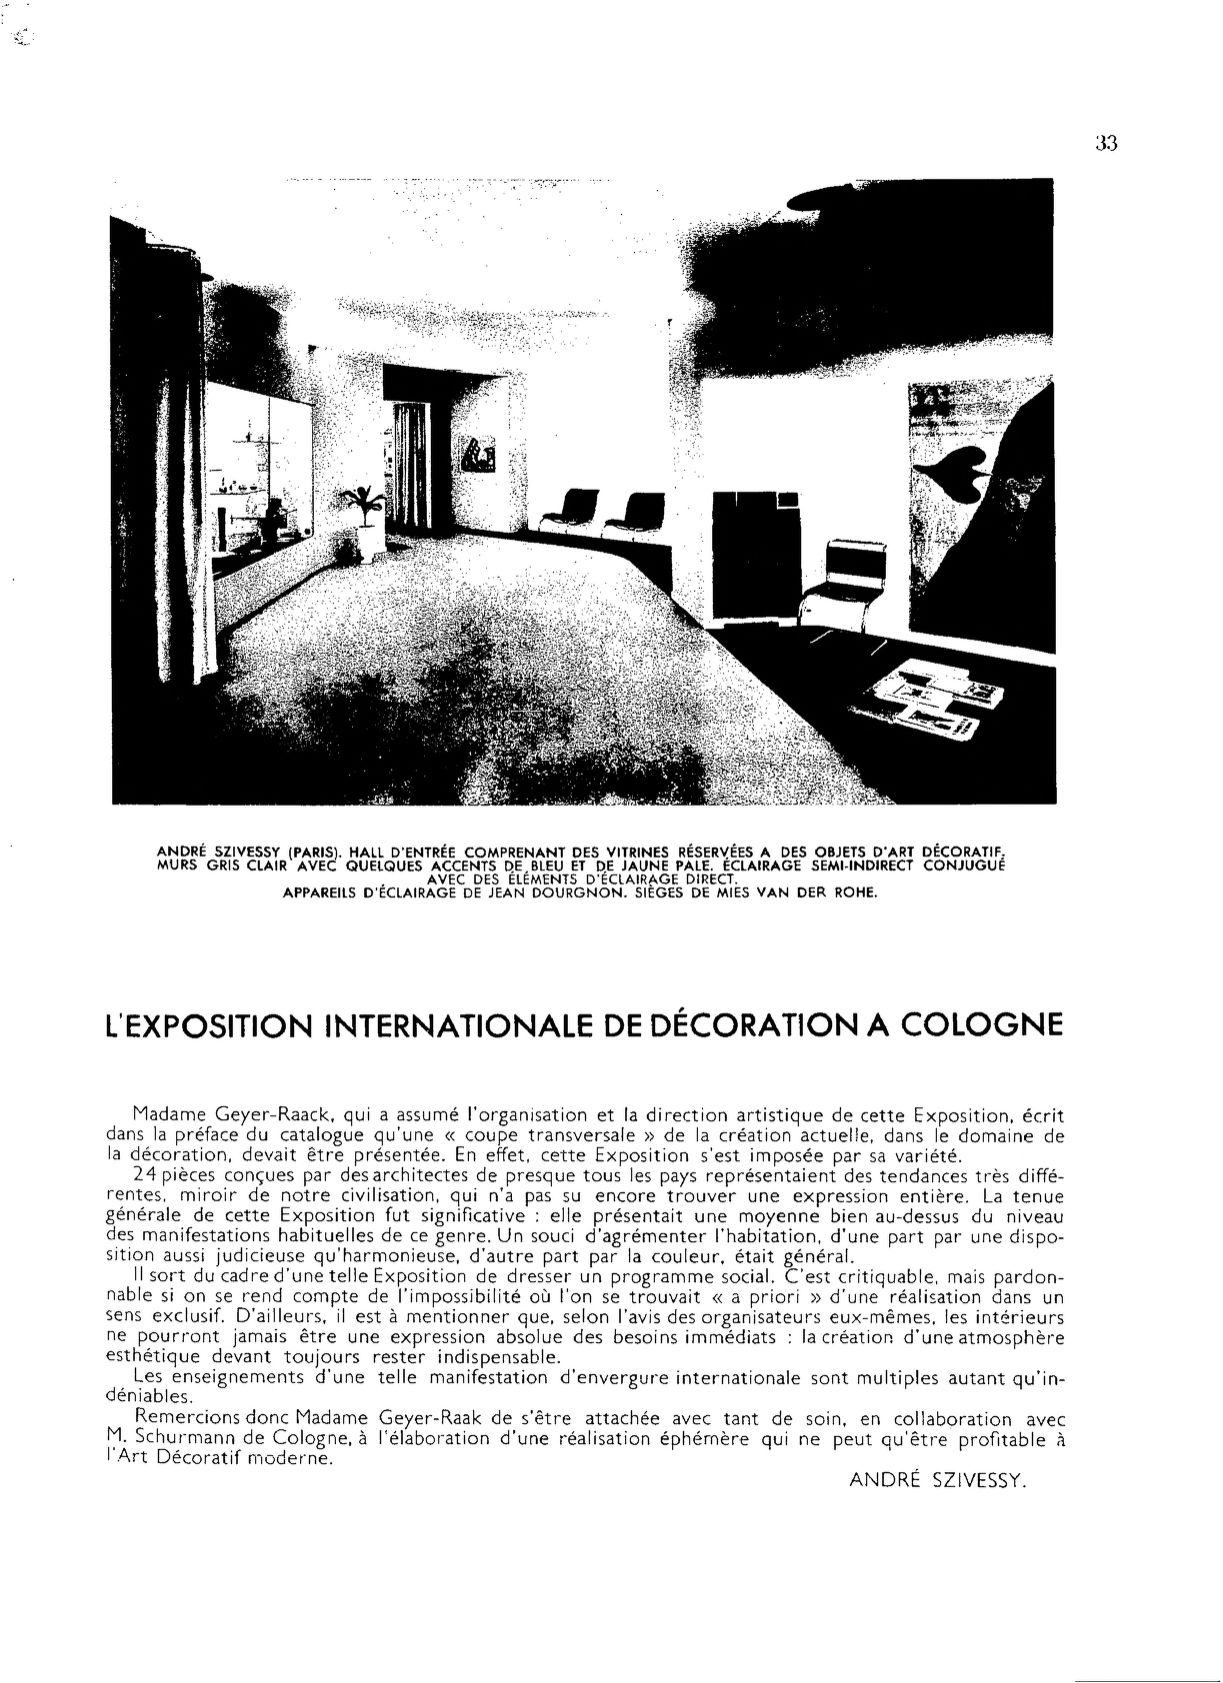 33
ANDRÉ SZIVESSY (PARIS). HALL D'ENTRÉE COMPRENANT DES VITRINES RÉSERVÉES A DES OBJETS D'ART DÉCORATIF.
MURS GRIS CLAIR AVEC QUELQUES ACCENTS DE BLEU ET DE JAUNE PALE. ÉCLAIRAGE SEMI-INDIRECT CONJUGUÉ
AVEC DES ÉLÉMENTS D'ÉCLAIRAGE DIRECT.
APPAREILS D'ÉCLAIRAGE DE JEAN DOURGNON. SIÈGES DE MIES VAN DER ROHE.
L'EXPOSITION INTERNATIONALE DE DÉCORATION A COLOGNE
Madame Geyer-Raack, qui a assumé l'organisation et la direction artistique de cette Exposition, écrit
dans la préface du catalogue qu'une « coupe transversale » de la création actuelle, dans le domaine de
la décoration, devait être présentée. En effet, cette Exposition s'est imposée par sa variété.
24 pièces conçues par des architectes de presque tous les pays représentaient des tendances très diffé-
rentes, miroir de notre civilisation, qui n'a pas su encore trouver une expression entière. La tenue
générale de cette Exposition fut significative : elle présentait une moyenne bien au-dessus du niveau
des manifestations habituelles de ce genre. Un souci d'agrémenter l'habitation, d'une part par une dispo-
sition aussi judicieuse qu'harmonieuse, d'autre part par la couleur, était général.
Il sort du cadre d'une telle Exposition de dresser un programme social. C'est critiquable, mais pardon-
nable si on se rend compte de l'impossibilité où l'on se trouvait « a priori » d'une réalisation dans un
sens exclusif. D'ailleurs, il est à mentionner que, selon l'avis des organisateurs eux-mêmes, les intérieurs
ne pourront jamais être une expression absolue des besoins immédiats : la création d'une atmosphère
esthétique devant toujours rester indispensable.
Les enseignements d'une telle manifestation d'envergure internationale sont multiples autant qu'in-
déniables.
Remercions donc Madame Geyer-Raak de s'être attachée avec tant de soin, en collaboration avec
M. Schurmann de Cologne, à l'élaboration d'une réalisation éphémère qui ne peut qu'être profitable à
l'Art Décoratif moderne.
ANDRÉ SZIVESSY.